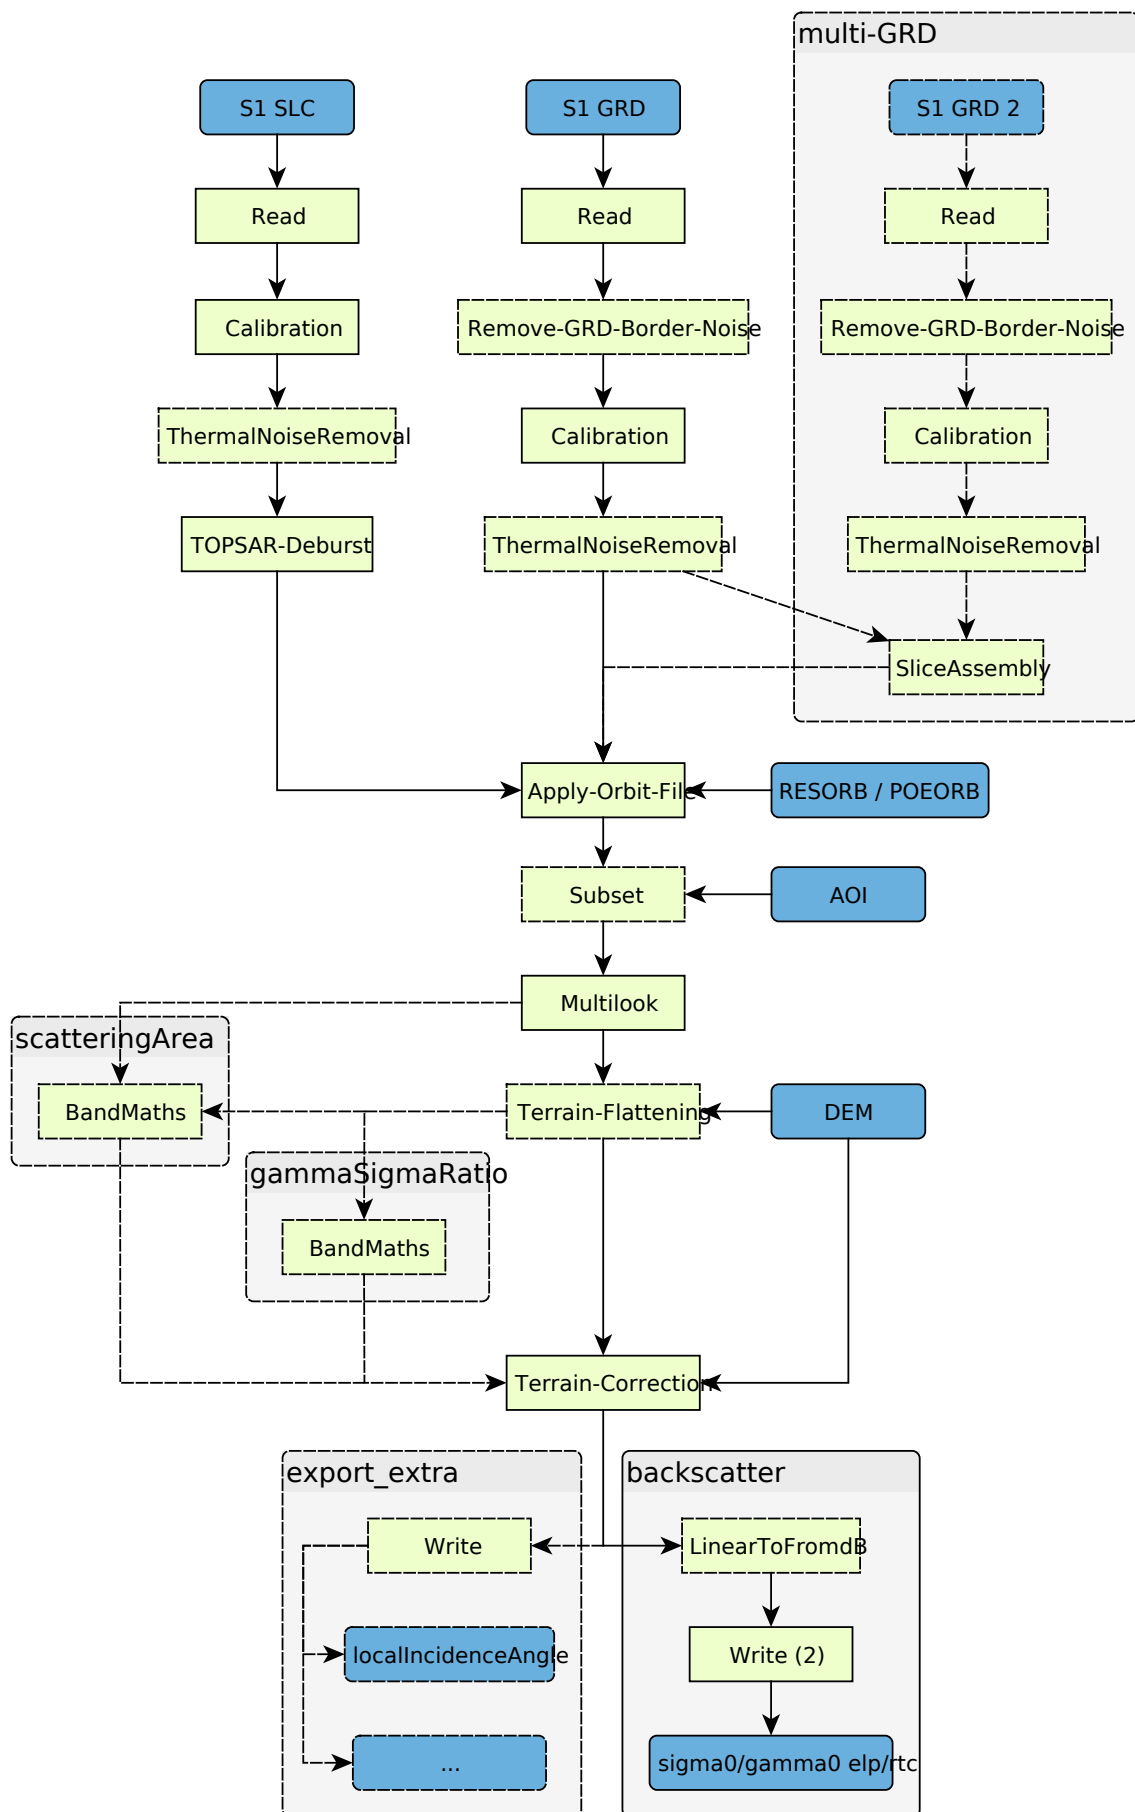 multi-GRD
S1 SLC
S1 GRD
S1 GRD 2
Read
Read
Read
Calibration
Remove-GRD-Border-Noise
Remove-GRD-Border-Noise
ThermalNoiseRemoval
Calibration
Calibration
TOPSAR-Deburst
ThermalNoiseRemoval
ThermalNoiseRemoval
SliceAssembly
Apply-Orbit-File
RESORB / POEORB
Subset
AOI
Multilook
scatteringArea
BandMaths
Terrain-Flattening
DEM
gammaSigmaRatio
BandMaths
Terrain-Correction
export_extra
backscatter
Write
LinearToFromdB
localIncidenceAngle
Write (2)
...
sigma0/gamma0 elp/rtc